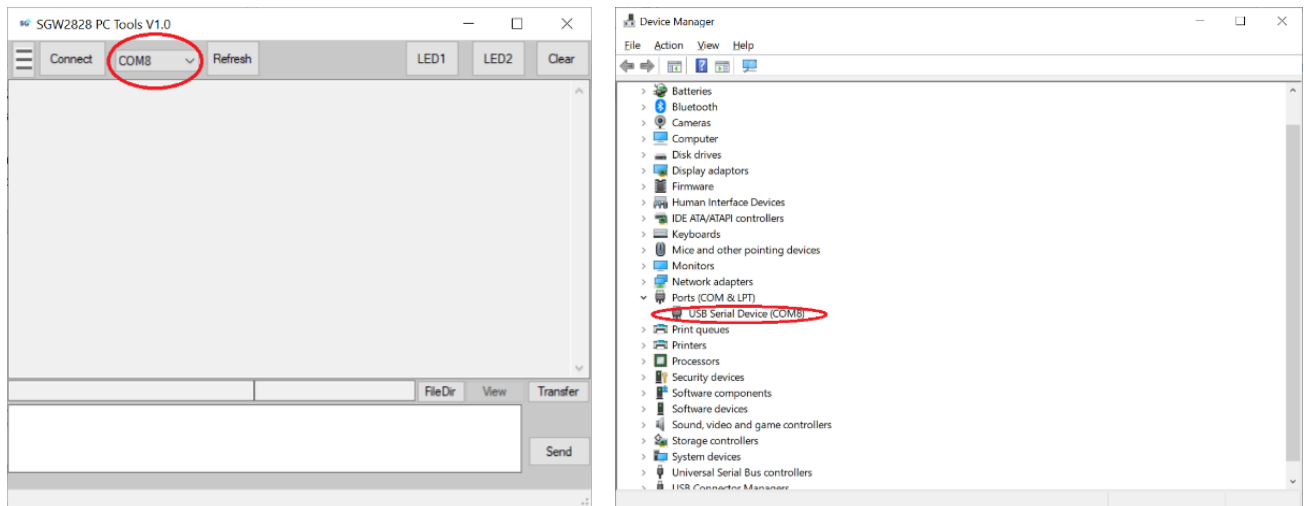 SGW2828 PC Tools V1.0
Connect COM8 Refresh LED1 LED2 Clear
FileDir View Transfer
Send
Device Manager
File Action View Help
Batteries
Bluetooth
Cameras
Computer
Disk drives
Display adaptors
Firmware
Human Interface Devices
IDE ATA/ATAPI controllers
Keyboards
Mice and other pointing devices
Monitors
Network adapters
Ports (COM & LPT)
USB Serial Device (COM8)
Print queues
Printers
Processors
Security devices
Software components
Software devices
Sound, video and game controllers
Storage controllers
System devices
Universal Serial Bus controllers
USB Connector Managers